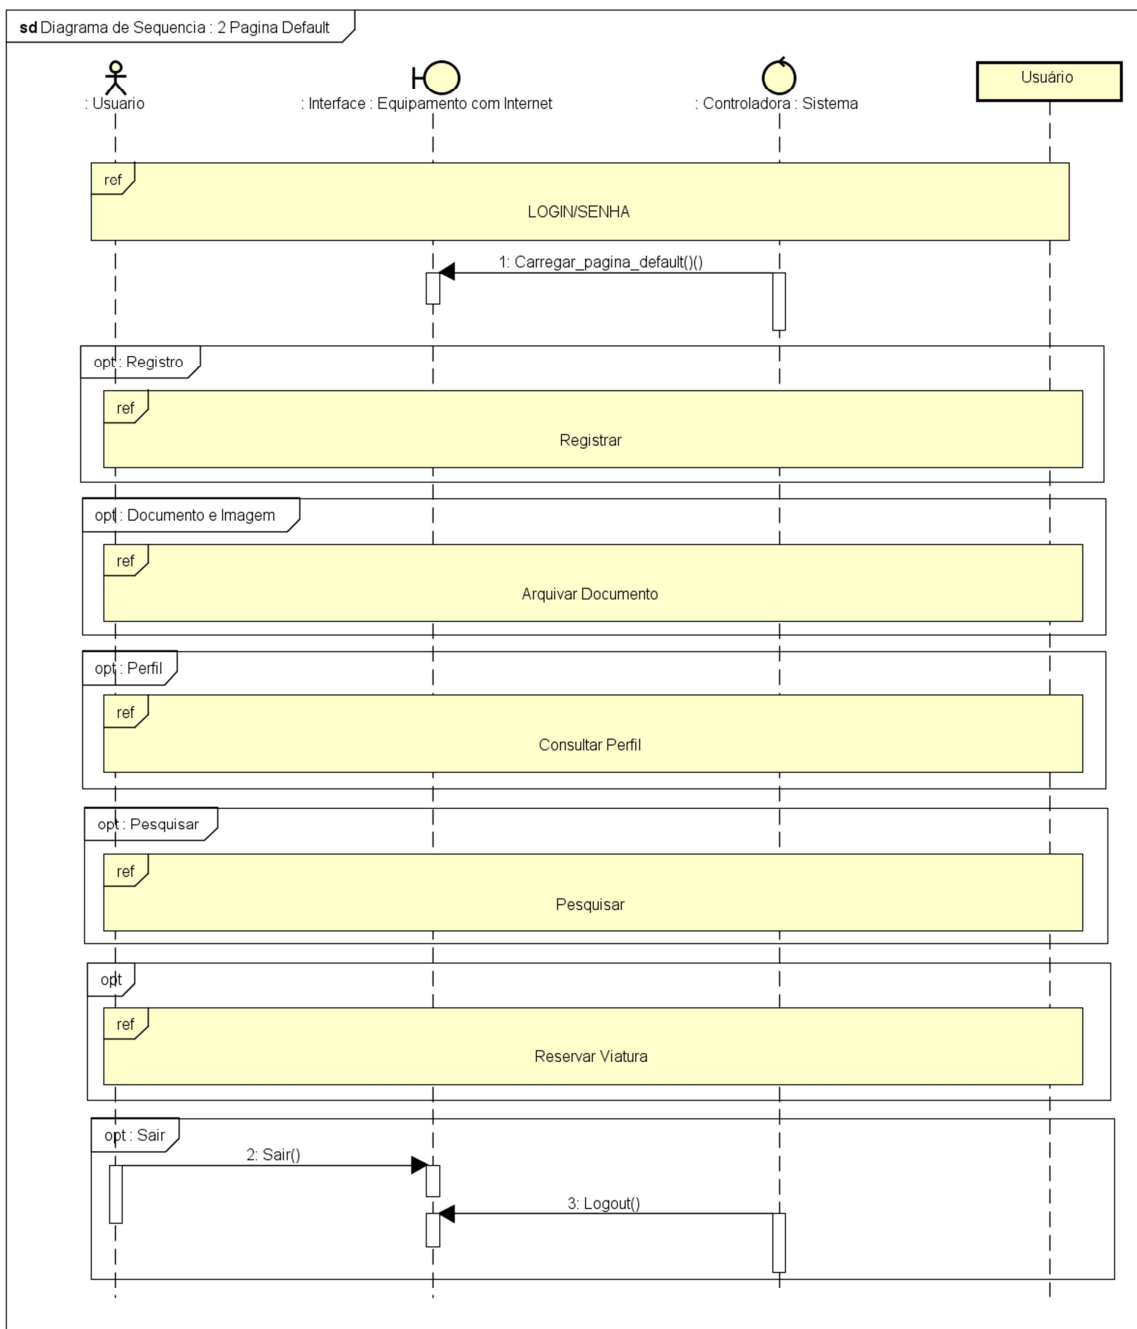 sd Diagrama de Sequencia : 2 Pagina Default
: Usuario
: Interface : Equipamento com Internet
: Controladora : Sistema
Usuário
ref
LOGIN/SENHA
1: Carregar_pagina_default()()
opt : Registro
ref
Registrar
opt : Documento e Imagem
ref
Arquivar Documento
opt : Perfil
ref
Consultar Perfil
opt : Pesquisar
ref
Pesquisar
opt
ref
Reservar Viatura
opt : Sair
2: Sair()
3: Logout()